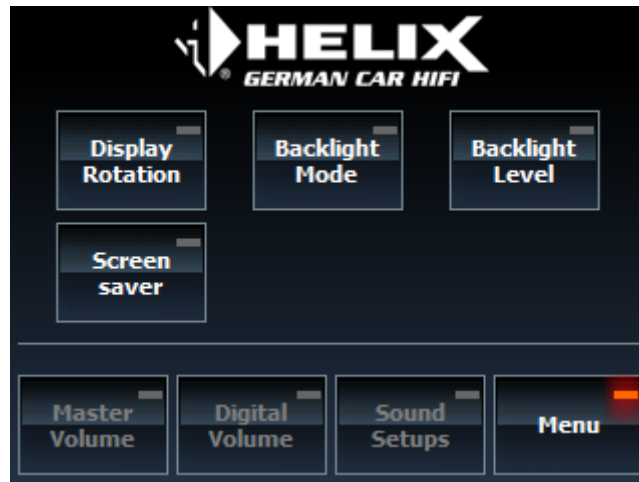 HELIX
®
GERMAN CAR HIFI
Display
Rotation
Backlight
Mode
Backlight
Level
Screen
saver
Master
Volume
Digital
Volume
Sound
Setups
Menu